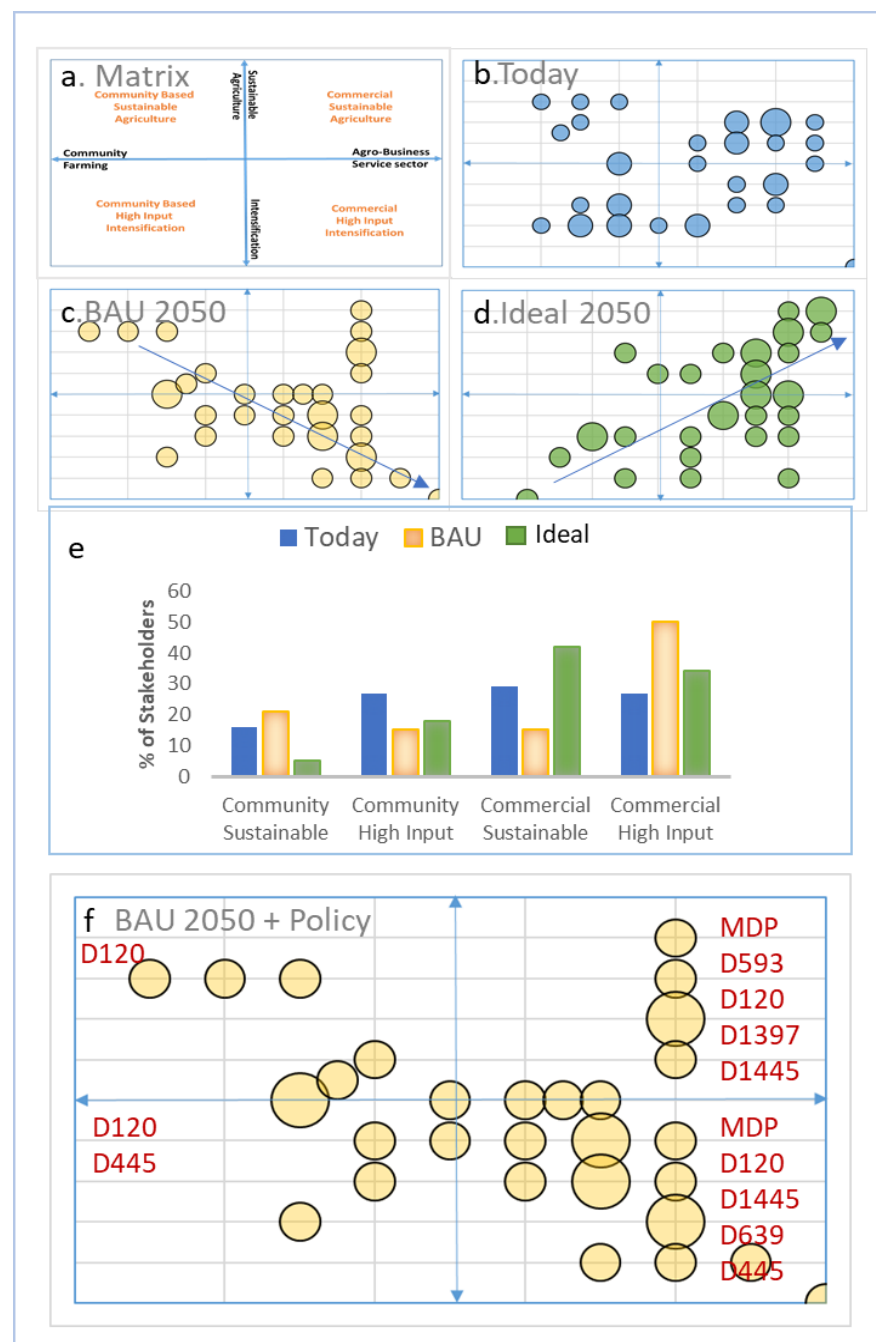 a. Matrix
Community Based
Sustainable
Agriculture
Sustainable
Agriculture
Commercial
Sustainable
Agriculture
Community
Farming
Agro-Business
Service sector
Community Based
High Input
Intensification
Intensification
Commercial
High Input
Intensification
b.Today
c.BAU 2050
d.Ideal 2050
e
Today BAU Ideal
% of Stakeholders
60
50
40
30
20
10
0
Community
Sustainable
Community
High Input
Commercial
Sustainable
Commercial
High Input
f BAU 2050 + Policy
D120
MDP
D593
D120
D1397
D1445
D120
D445
MDP
D120
D1445
D639
D445